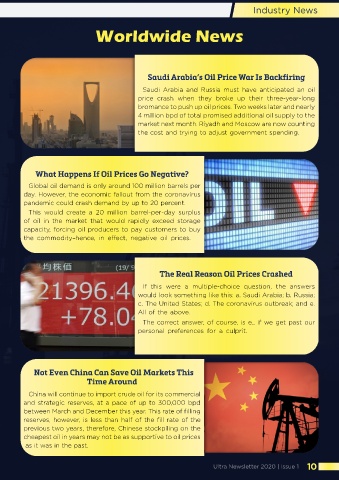 Industry News
Worldwide News
Saudi Arabia's Oil Price War Is Backfiring
Saudi Arabia and Russia must have anticipated an oil
price crash when they broke up their three-year-long
bromance to push up oil prices. Two weeks later and nearly
4 million bpd of total promised additional oil supply to the
market next month, Riyadh and Moscow are now counting
the cost and trying to adjust government spending.
What Happens If Oil Prices Go Negative?
Global oil demand is only around 100 million barrels per
day. However, the economic fallout from the coronavirus
pandemic could crash demand by up to 20 percent.
This would create a 20 million barrel-per-day surplus
of oil in the market that would rapidly exceed storage
capacity, forcing oil producers to pay customers to buy
the commodity–hence, in effect, negative oil prices.
OIL
均株価 (19/9
21396.4
+78.04
The Real Reason Oil Prices Crashed
If this were a multiple-choice question, the answers
would look something like this: a. Saudi Arabia; b. Russia;
c. The United States; d. The coronavirus outbreak; and e.
All of the above.
The correct answer, of course, is e., if we get past our
personal preferences for a culprit.
Not Even China Can Save Oil Markets This
Time Around
China will continue to import crude oil for its commercial
and strategic reserves, at a pace of up to 300,000 bpd
between March and December this year. This rate of filling
reserves, however, is less than half of the fill rate of the
previous two years, therefore, Chinese stockpiling on the
cheapest oil in years may not be as supportive to oil prices
as it was in the past.
Ultra Newsletter 2020 | Issue 1 10